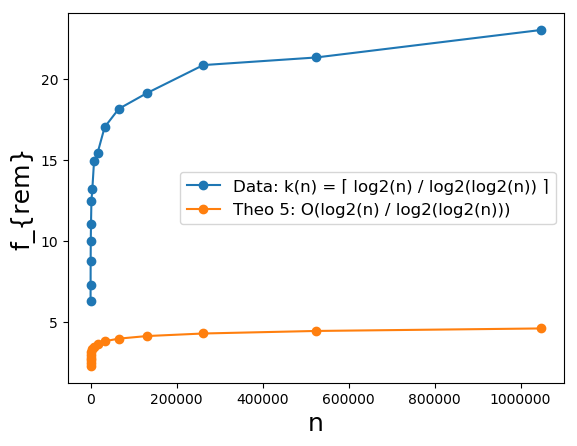 f_{rem}
20
15
10
5
Data: k(n) = ⌈ log2(n) / log2(log2(n)) ⌉
Theo 5: O(log2(n) / log2(log2(n)))
0 200000 400000 600000 800000 1000000
n